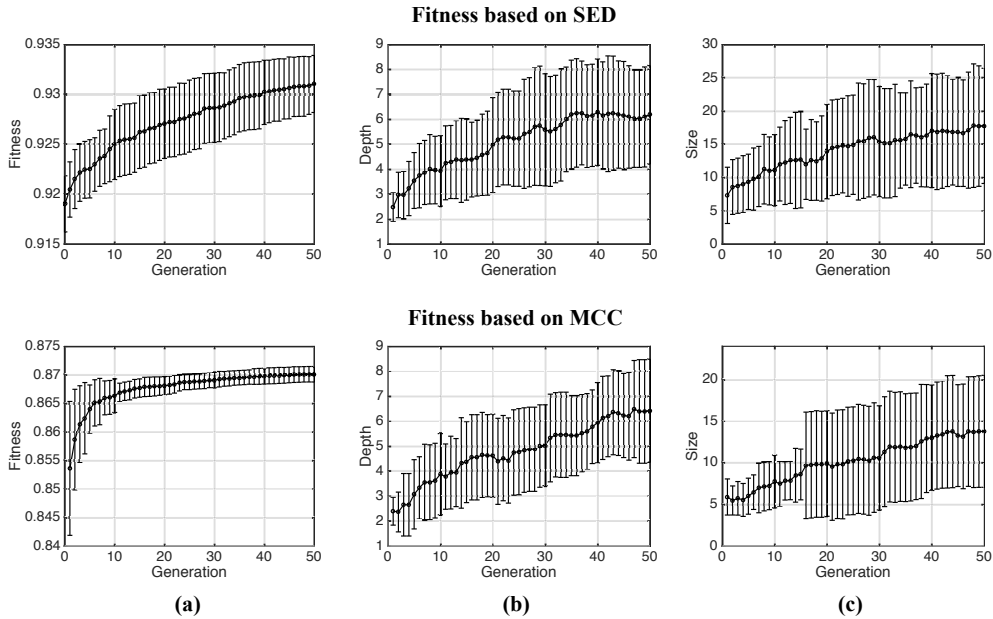 Fitness based on SED
0.935
0.93
0.925
0.92
0.915
Fitness
0 10 20 30 40 50
Generation
9
8
7
6
5
4
3
2
1
Depth
0 10 20 30 40 50
Generation
30
25
20
15
10
5
0
Size
0 10 20 30 40 50
Generation
Fitness based on MCC
0.875
0.87
0.865
0.86
0.855
0.85
0.845
0.84
Fitness
0 10 20 30 40 50
Generation
9
8
7
6
5
4
3
2
1
Depth
0 10 20 30 40 50
Generation
20
15
10
5
0
Size
0 10 20 30 40 50
Generation
(a) (b) (c)